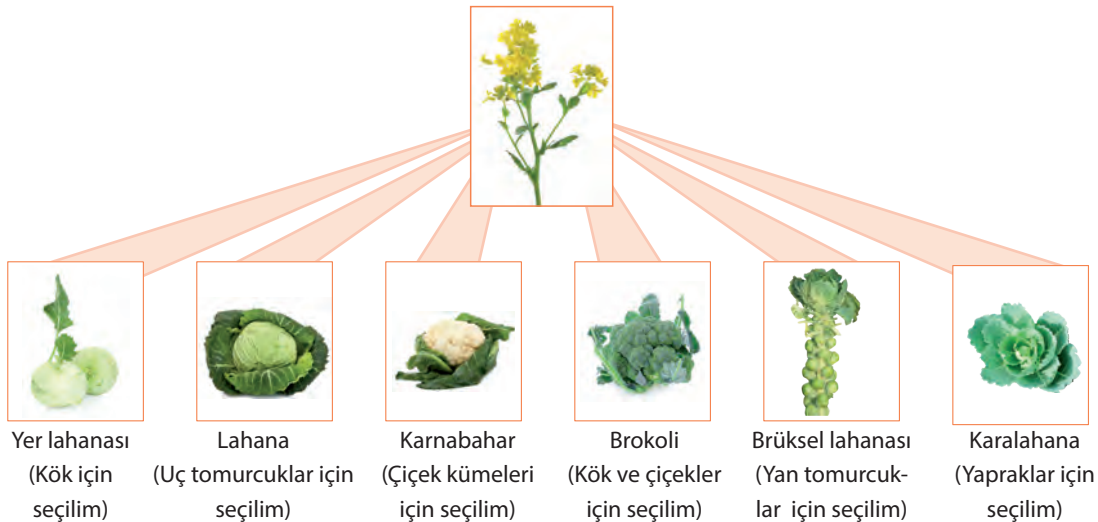 Yer lahanası
(Kök için
seçilim)
Lahana
(Uç tomurcuklar için
seçilim)
Karnabahar
(Çiçek kümeleri
için seçilim)
Brokoli
(Kök ve çiçekler
için seçilim)
Brüksel lahanası
(Yan tomurcuk-
lar için seçilim)
Karalahana
(Yapraklar için
seçilim)